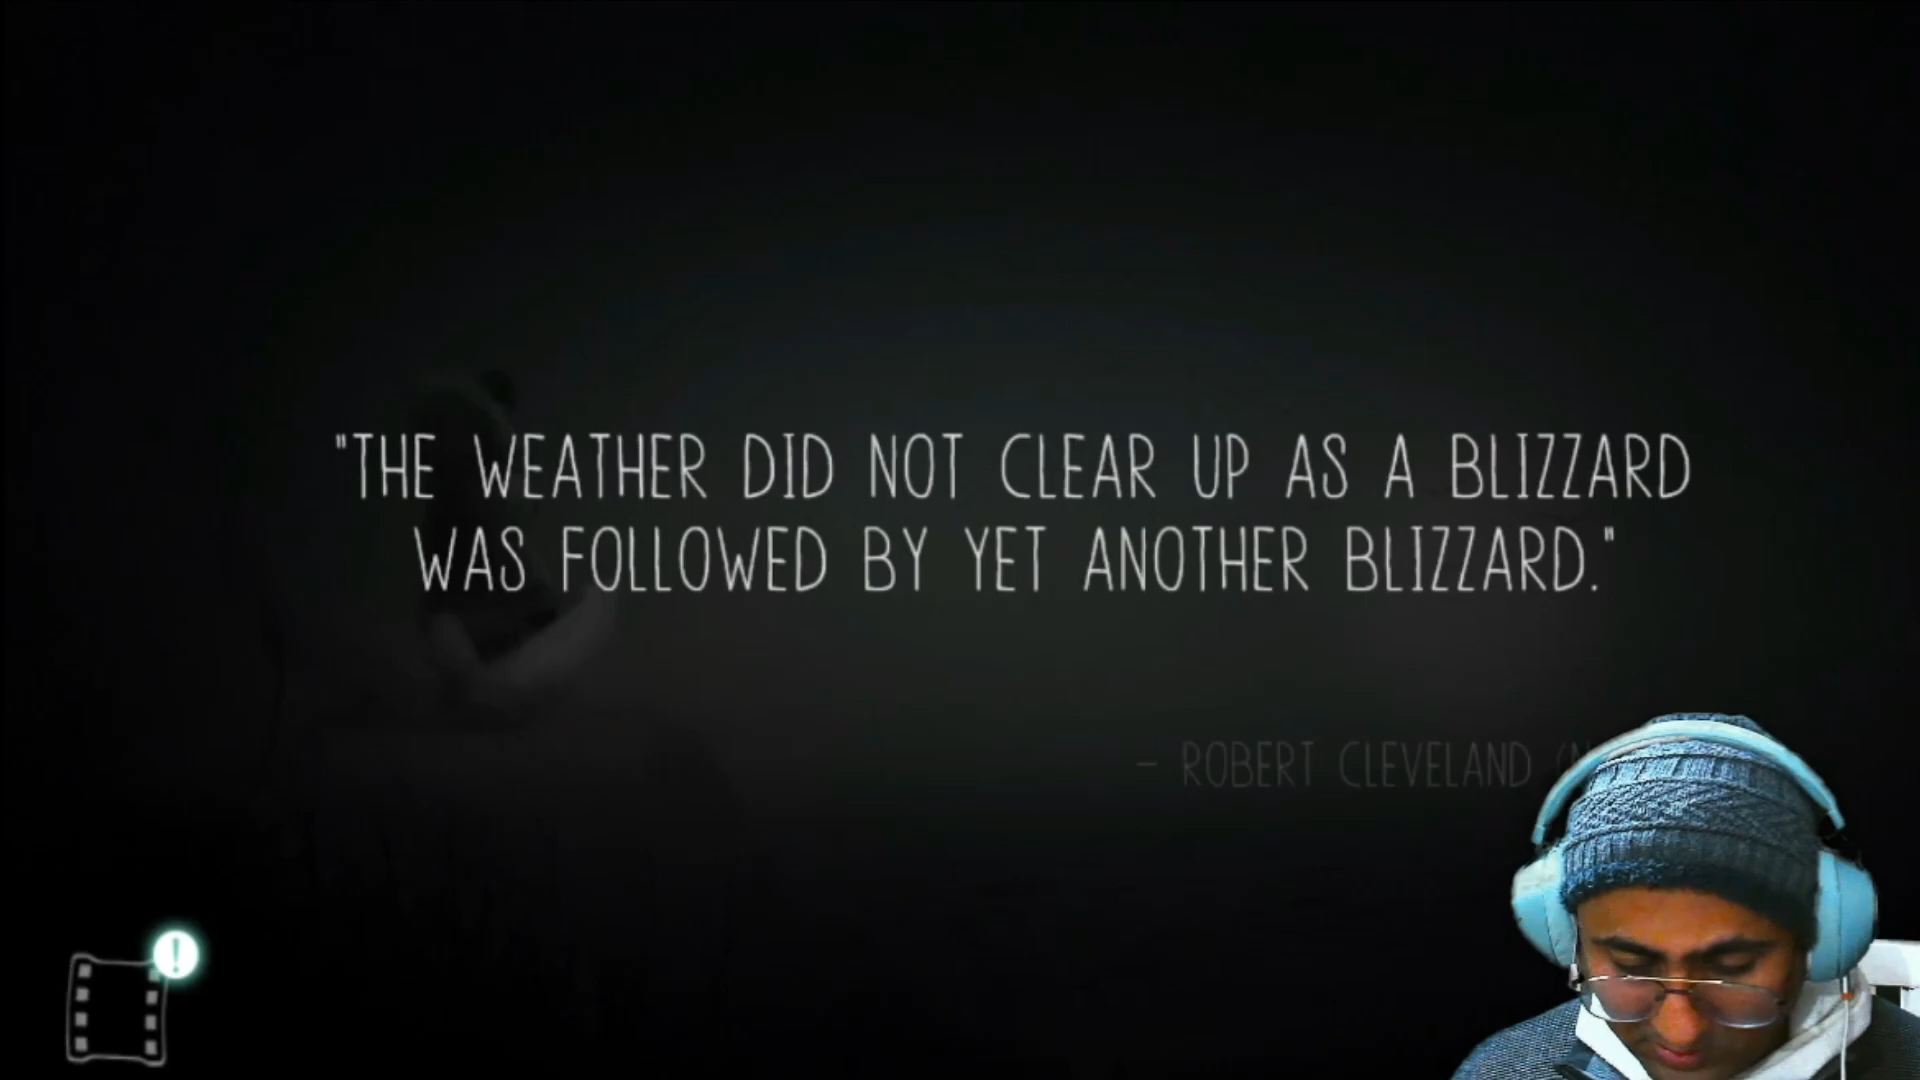 "THE WEATHER DID NOT CLEAR UP AS A BLIZZARD
WAS FOLLOWED BY YET ANOTHER BLIZZARD."
- ROBERT CLEVELAND
!